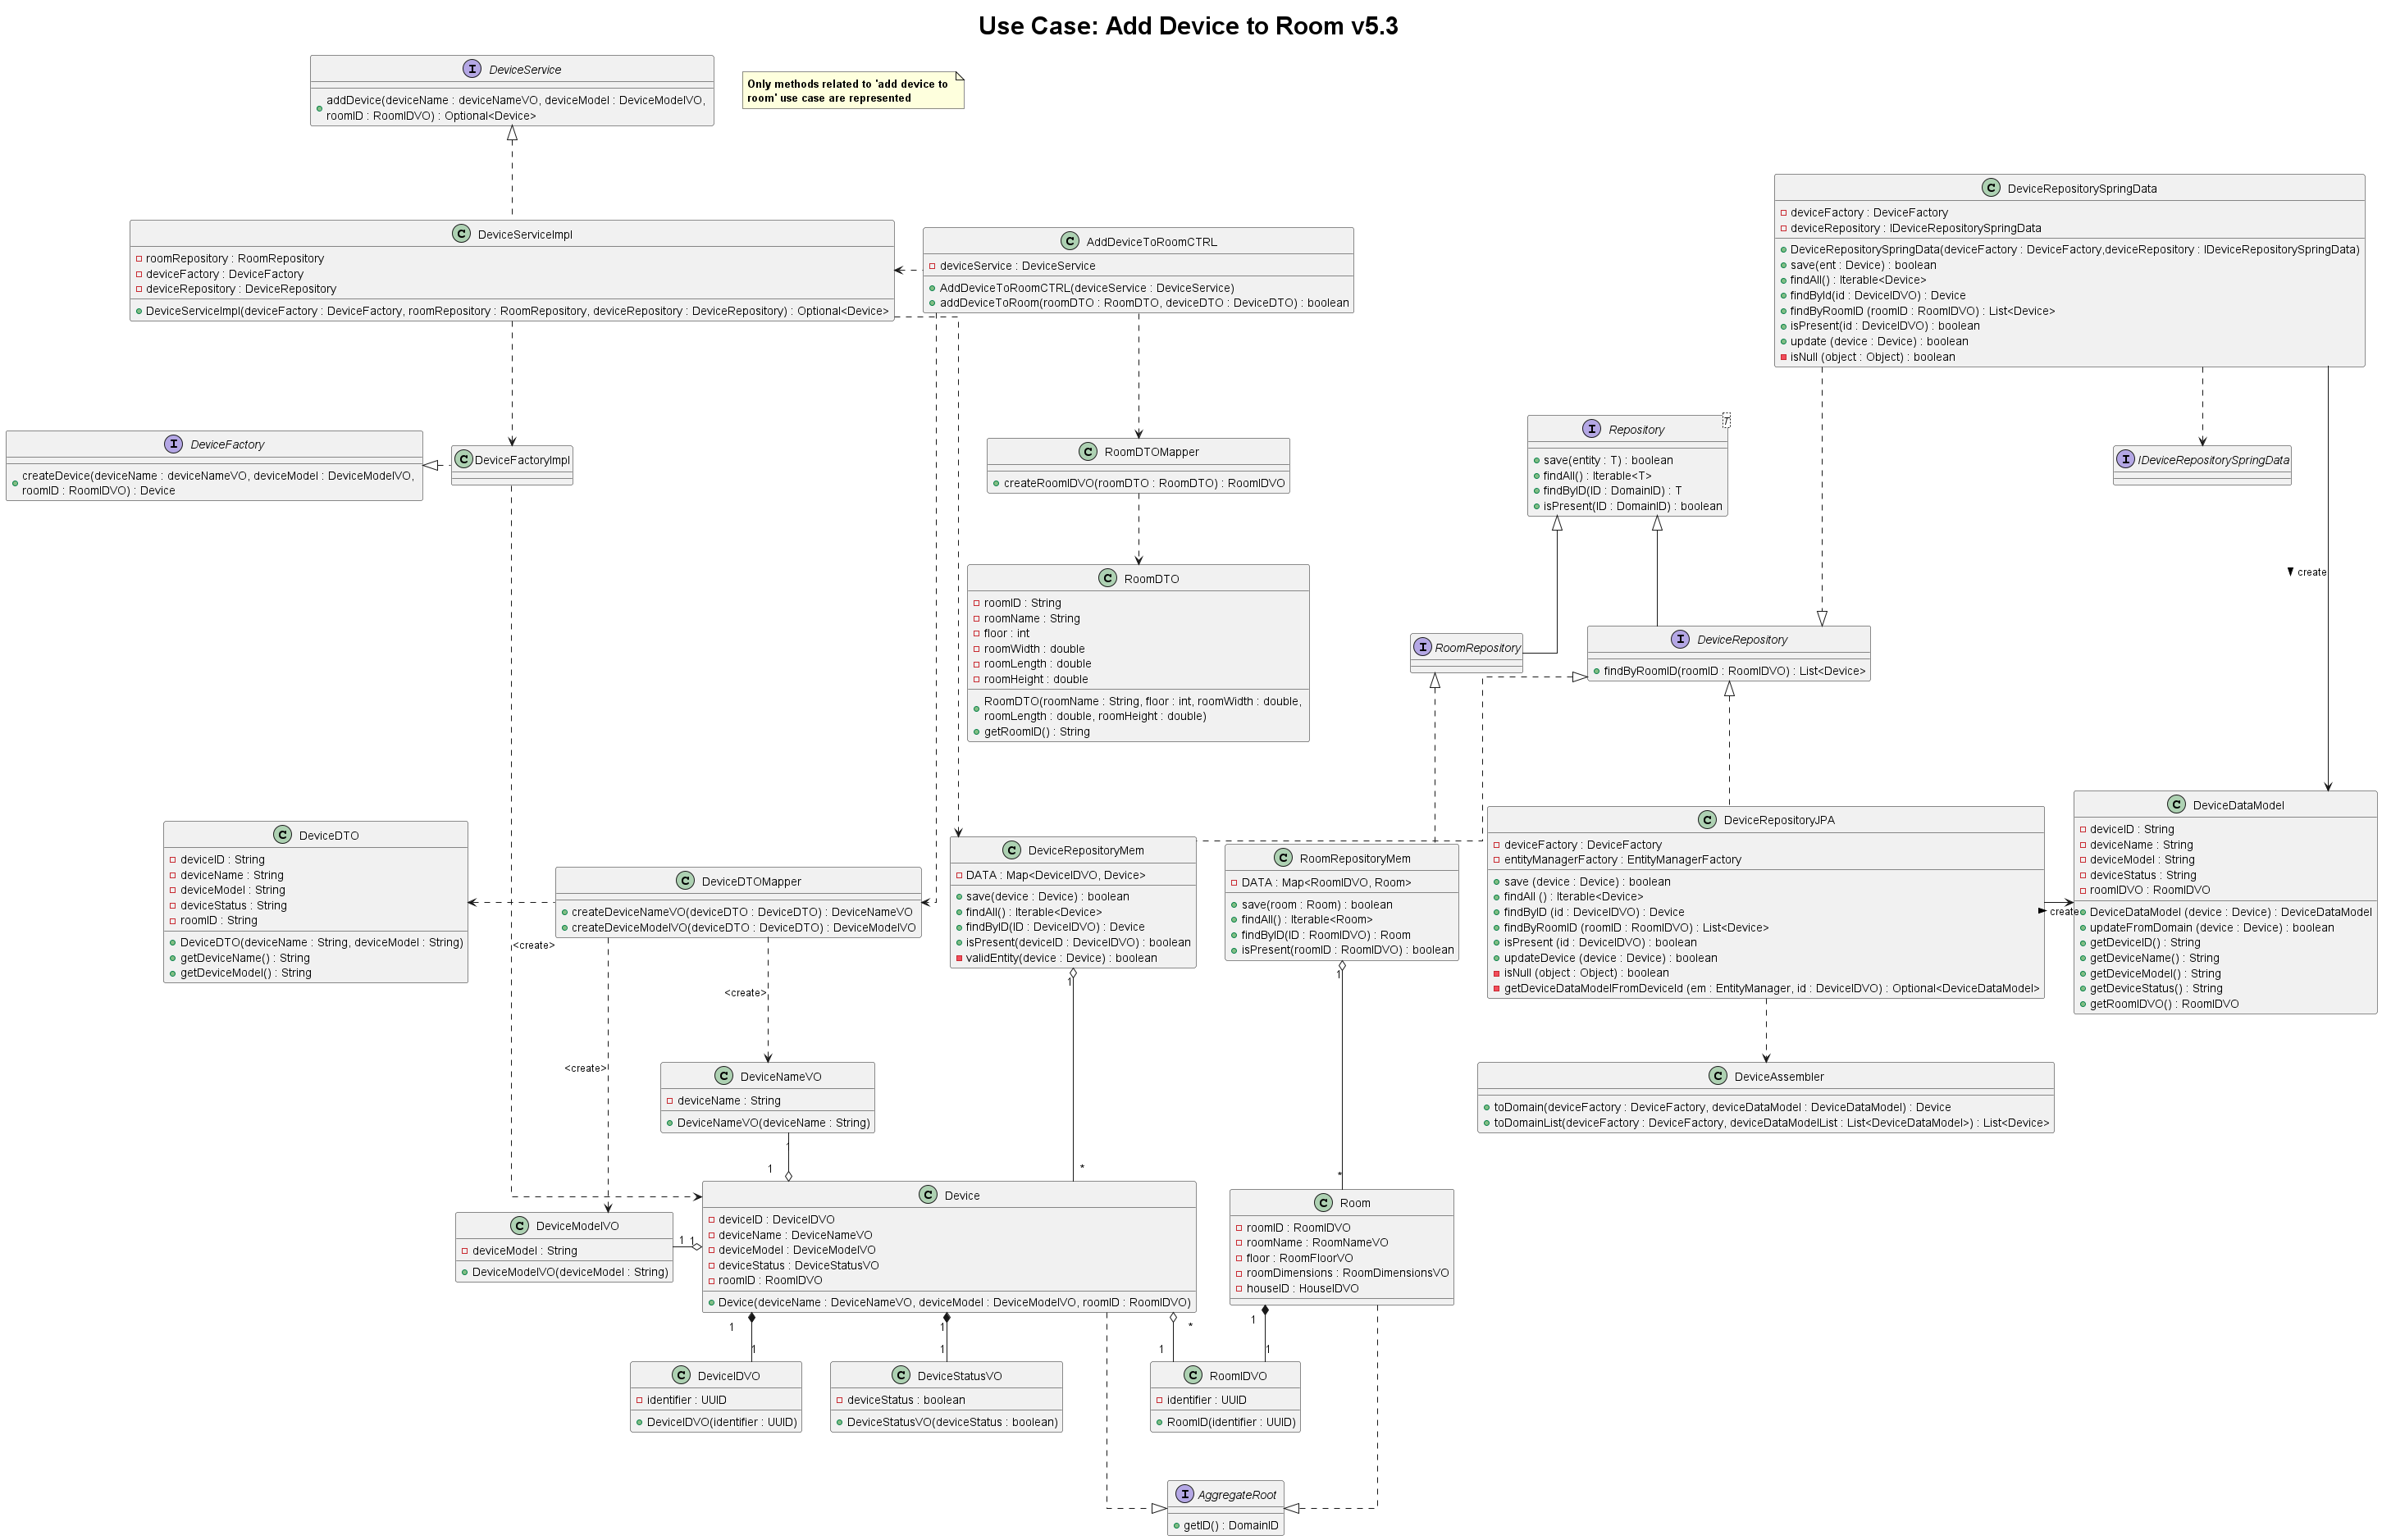 Use Case: Add Device to Room v5.3
I DeviceService
addDevice(deviceName : deviceNameVO, deviceModel : DeviceModelVO,
roomID : RoomIDVO) : Optional<Device>
Only methods related to 'add device to
room' use case are represented
C DeviceServiceImpl
roomRepository : RoomRepository
deviceFactory : DeviceFactory
deviceRepository : DeviceRepository
DeviceServiceImpl(deviceFactory : DeviceFactory, roomRepository : RoomRepository, deviceRepository : DeviceRepository) : Optional<Device>
C AddDeviceToRoomCTRL
deviceService : DeviceService
AddDeviceToRoomCTRL(deviceService : DeviceService)
addDeviceToRoom(roomDTO : RoomDTO, deviceDTO : DeviceDTO) : boolean
C DeviceRepositorySpringData
deviceFactory : DeviceFactory
deviceRepository : IDeviceRepositorySpringData
DeviceRepositorySpringData(deviceFactory : DeviceFactory,deviceRepository : IDeviceRepositorySpringData)
save(ent : Device) : boolean
findAll() : Iterable<Device>
findById(id : DeviceIDVO) : Device
findByRoomID (roomID : RoomIDVO) : List<Device>
isPresent(id : DeviceIDVO) : boolean
update (device : Device) : boolean
isNull (object : Object) : boolean
I DeviceFactory
createDevice(deviceName : deviceNameVO, deviceModel : DeviceModelVO,
roomID : RoomIDVO) : Device
C DeviceFactoryImpl
C RoomDTOMapper
createRoomIDVO(roomDTO : RoomDTO) : RoomIDVO
I Repository
T
save(entity : T) : boolean
findAll() : Iterable<T>
findByID(ID : DomainID) : T
isPresent(ID : DomainID) : boolean
I IDeviceRepositorySpringData
create
C RoomDTO
roomID : String
roomName : String
floor : int
roomWidth : double
roomLength : double
roomHeight : double
RoomDTO(roomName : String, floor : int, roomWidth : double,
roomLength : double, roomHeight : double)
getRoomID() : String
I RoomRepository
I DeviceRepository
findByRoomID(roomID : RoomIDVO) : List<Device>
C DeviceDTO
deviceID : String
deviceName : String
deviceModel : String
deviceStatus : String
roomID : String
DeviceDTO(deviceName : String, deviceModel : String)
getDeviceName() : String
getDeviceModel() : String
<create>
C DeviceDTOMapper
createDeviceNameVO(deviceDTO : DeviceDTO) : DeviceNameVO
createDeviceModelVO(deviceDTO : DeviceDTO) : DeviceModelVO
C DeviceRepositoryMem
DATA : Map<DeviceIDVO, Device>
save(device : Device) : boolean
findAll() : Iterable<Device>
findByID(ID : DeviceIDVO) : Device
isPresent(deviceID : DeviceIDVO) : boolean
validEntity(device : Device) : boolean
C RoomRepositoryMem
DATA : Map<RoomIDVO, Room>
save(room : Room) : boolean
findAll() : Iterable<Room>
findByID(ID : RoomIDVO) : Room
isPresent(roomID : RoomIDVO) : boolean
C DeviceRepositoryJPA
deviceFactory : DeviceFactory
entityManagerFactory : EntityManagerFactory
save (device : Device) : boolean
findAll () : Iterable<Device>
findByID (id : DeviceIDVO) : Device
findByRoomID (roomID : RoomIDVO) : List<Device>
isPresent (id : DeviceIDVO) : boolean
updateDevice (device : Device) : boolean
isNull (object : Object) : boolean
getDeviceDataModelFromDeviceId (em : EntityManager, id : DeviceIDVO) : Optional<DeviceDataModel>
create
C DeviceDataModel
deviceID : String
deviceName : String
deviceModel : String
deviceStatus : String
roomIDVO : RoomIDVO
DeviceDataModel (device : Device) : DeviceDataModel
updateFromDomain (device : Device) : boolean
getDeviceID() : String
getDeviceName() : String
getDeviceModel() : String
getDeviceStatus() : String
getRoomIDVO() : RoomIDVO
1
1
<create>
<create>
C DeviceNameVO
deviceName : String
DeviceNameVO(deviceName : String)
C DeviceAssembler
toDomain(deviceFactory : DeviceFactory, deviceDataModel : DeviceDataModel) : Device
toDomainList(deviceFactory : DeviceFactory, deviceDataModelList : List<DeviceDataModel>) : List<Device>
1
1
*
*
C DeviceModelVO
deviceModel : String
DeviceModelVO(deviceModel : String)
1 1
C Device
deviceID : DeviceIDVO
deviceName : DeviceNameVO
deviceModel : DeviceModelVO
deviceStatus : DeviceStatusVO
roomID : RoomIDVO
Device(deviceName : DeviceNameVO, deviceModel : DeviceModelVO, roomID : RoomIDVO)
C Room
roomID : RoomIDVO
roomName : RoomNameVO
floor : RoomFloorVO
roomDimensions : RoomDimensionsVO
houseID : HouseIDVO
1
1
*
1
1
1
1
1
C DeviceIDVO
identifier : UUID
DeviceIDVO(identifier : UUID)
C DeviceStatusVO
deviceStatus : boolean
DeviceStatusVO(deviceStatus : boolean)
C RoomIDVO
identifier : UUID
RoomID(identifier : UUID)
I AggregateRoot
getID() : DomainID